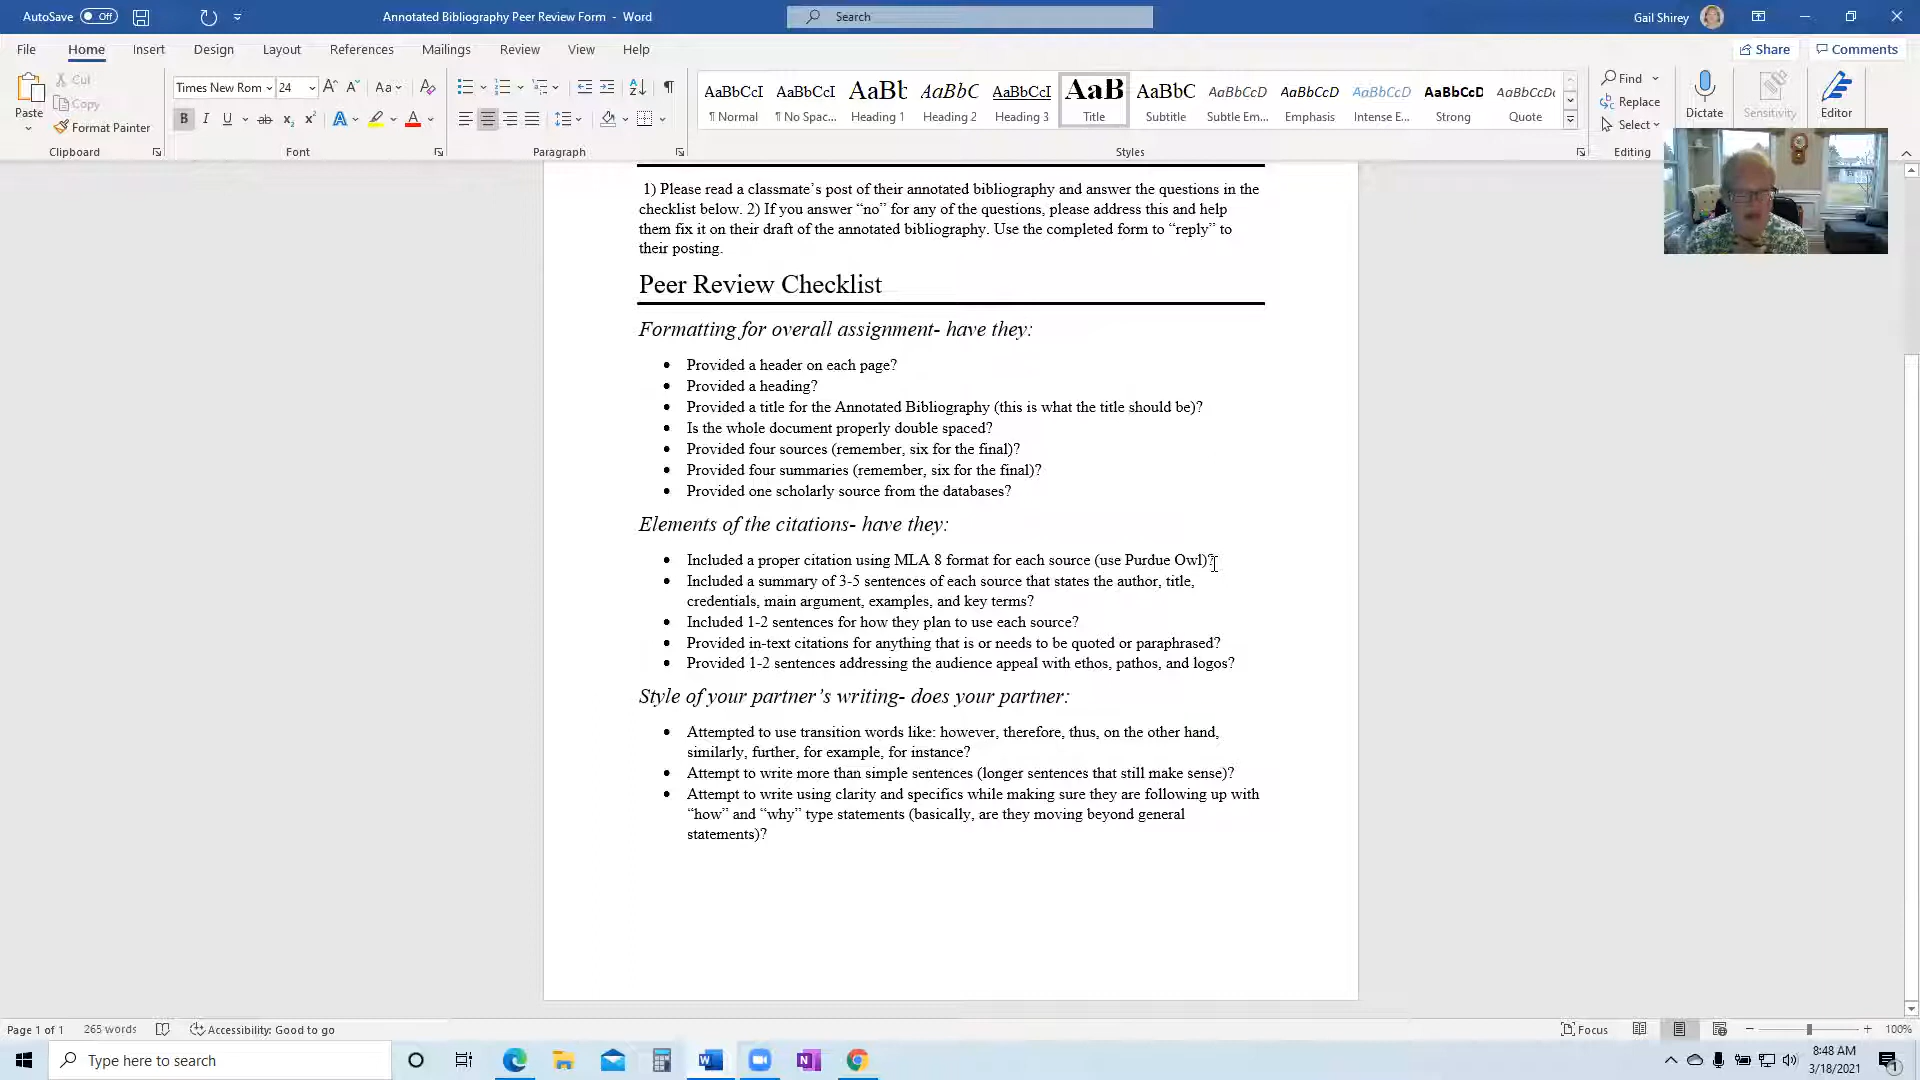 AutoSave Off Annotated Bibliography Peer Review Form - Word Search Gail Shirey
File Home Insert Design Layout References Mailings Review View Help Share Comments
Paste Cut Copy Format Painter Clipboard
Times New Rom 24 Font
Paragraph
AaBbCcI AaBbCcI AaBb AaBbC AaBbCcI AaB AaBbC AaBbCcD AaBbCcD AaBbCcD AaBbCcD AaBbCcDc
¶ Normal ¶ No Spac... Heading 1 Heading 2 Heading 3 Title Subtitle Subtle Em... Emphasis Intense E... Strong Quote
Styles
Find Replace Select Editing
Dictate Sensitivity Editor
1) Please read a classmate’s post of their annotated bibliography and answer the questions in the
checklist below. 2) If you answer “no” for any of the questions, please address this and help
them fix it on their draft of the annotated bibliography. Use the completed form to “reply” to
their posting.
Peer Review Checklist
Formatting for overall assignment- have they:
• Provided a header on each page?
• Provided a heading?
• Provided a title for the Annotated Bibliography (this is what the title should be)?
• Is the whole document properly double spaced?
• Provided four sources (remember, six for the final)?
• Provided four summaries (remember, six for the final)?
• Provided one scholarly source from the databases?
Elements of the citations- have they:
• Included a proper citation using MLA 8 format for each source (use Purdue Owl)?
• Included a summary of 3-5 sentences of each source that states the author, title,
credentials, main argument, examples, and key terms?
• Included 1-2 sentences for how they plan to use each source?
• Provided in-text citations for anything that is or needs to be quoted or paraphrased?
• Provided 1-2 sentences addressing the audience appeal with ethos, pathos, and logos?
Style of your partner’s writing- does your partner:
• Attempted to use transition words like: however, therefore, thus, on the other hand,
similarly, further, for example, for instance?
• Attempt to write more than simple sentences (longer sentences that still make sense)?
• Attempt to write using clarity and specifics while making sure they are following up with
“how” and “why” type statements (basically, are they moving beyond general
statements)?
Page 1 of 1 265 words Accessibility: Good to go Focus 100%
Type here to search 8:48 AM
3/18/2021